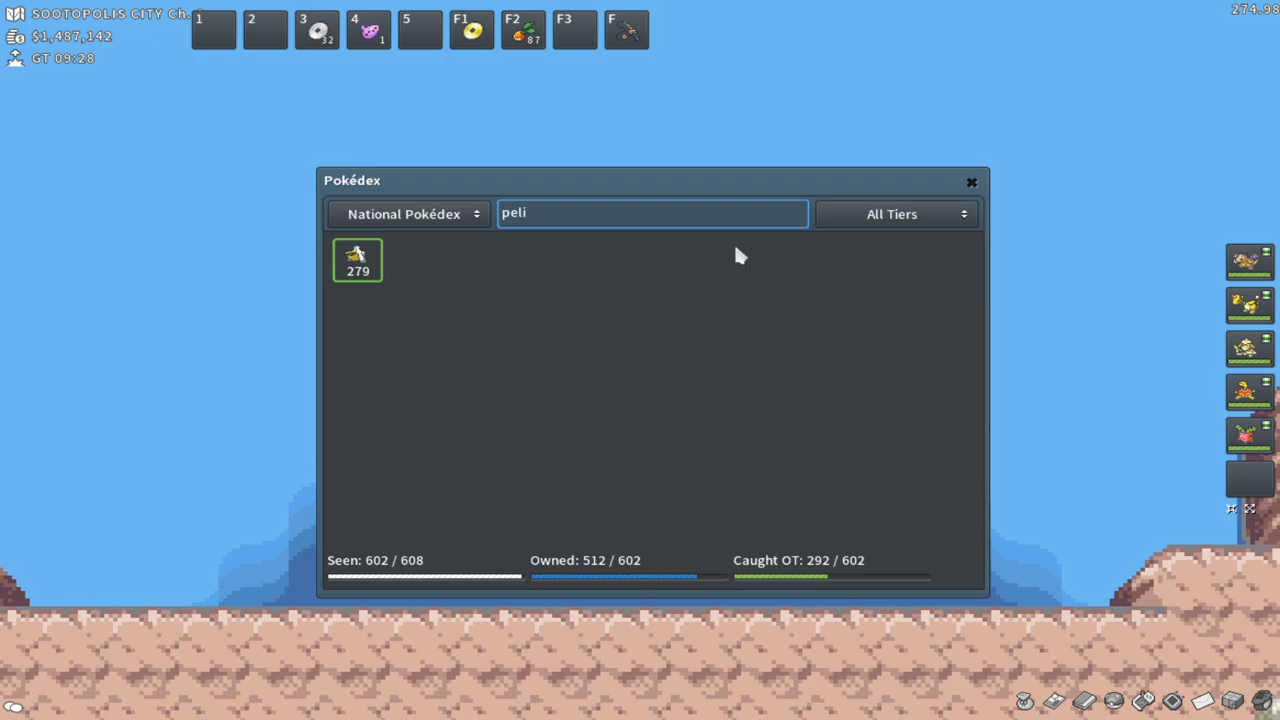 SOOTOPOLIS CITY Ch.
$1,487,142
GT 09:28
1
2
3
32
4
1
5
F1
F2
87
F3
F
274.98
Pokédex
National Pokédex
peli
All Tiers
279
Seen: 602 / 608
Owned: 512 / 602
Caught OT: 292 / 602